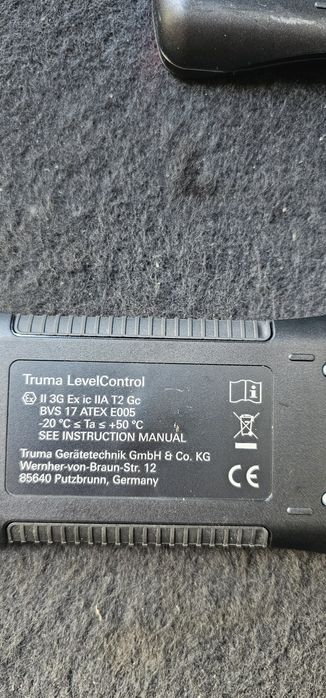 Truma LevelControl
Ex II 3G Ex ic IIA T2 Gc
BVS 17 ATEX E005
-20 °C ≤ Ta ≤ +50 °C
SEE INSTRUCTION MANUAL
Truma Gerätetechnik GmbH & Co. KG
Wernher-von-Braun-Str. 12
85640 Putzbrunn, Germany
CE